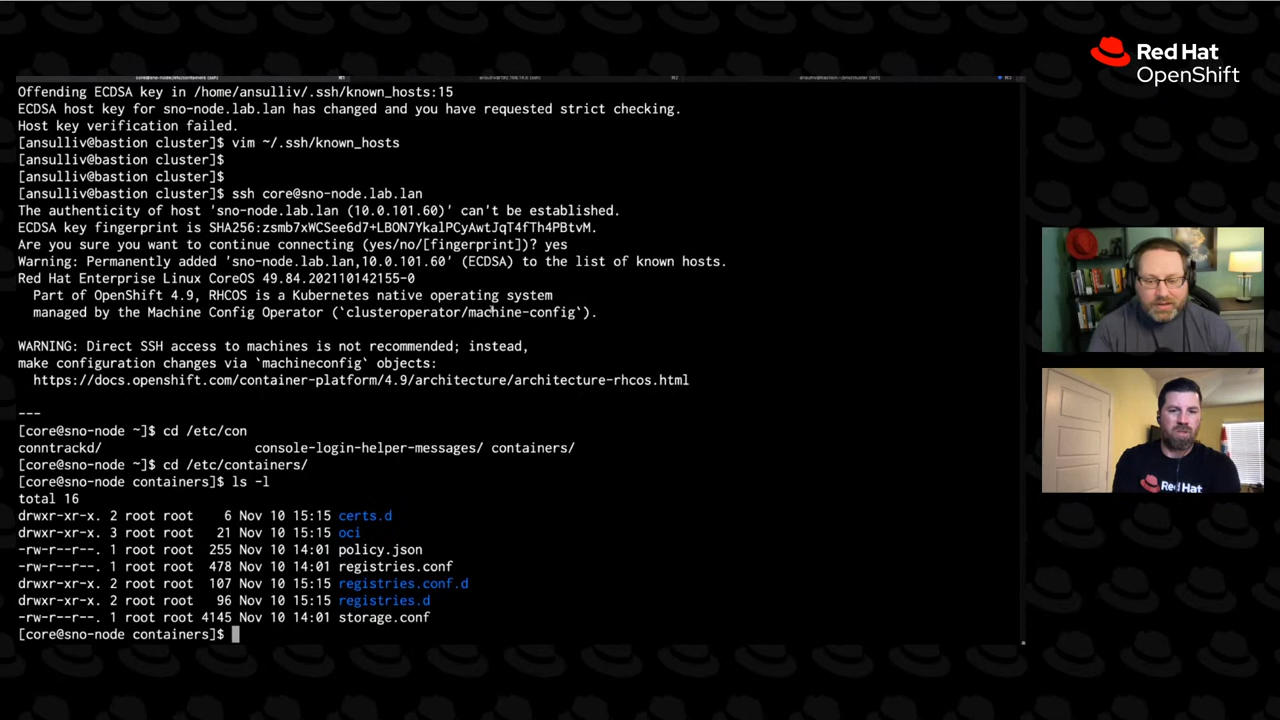 Red Hat
OpenShift
Offending ECDSA key in /home/ansulliv/.ssh/known_hosts:15
ECDSA host key for sno-node.lab.lan has changed and you have requested strict checking.
Host key verification failed.
[ansulliv@bastion cluster]$ vim ~/.ssh/known_hosts
[ansulliv@bastion cluster]$
[ansulliv@bastion cluster]$
[ansulliv@bastion cluster]$ ssh core@sno-node.lab.lan
The authenticity of host 'sno-node.lab.lan (10.0.101.60)' can't be established.
ECDSA key fingerprint is SHA256:zsmb7xWCSee6d7+LBON7YkalPCyAwtJqT4fTh4PBtvM.
Are you sure you want to continue connecting (yes/no/[fingerprint])? yes
Warning: Permanently added 'sno-node.lab.lan,10.0.101.60' (ECDSA) to the list of known hosts.
Red Hat Enterprise Linux CoreOS 49.84.202110142155-0
Part of OpenShift 4.9, RHCOS is a Kubernetes native operating system
managed by the Machine Config Operator (`clusteroperator/machine-config`).
WARNING: Direct SSH access to machines is not recommended; instead,
make configuration changes via `machineconfig` objects:
https://docs.openshift.com/container-platform/4.9/architecture/architecture-rhcos.html
---
[core@sno-node ~]$ cd /etc/con
conntrackd/ console-login-helper-messages/ containers/
[core@sno-node ~]$ cd /etc/containers/
[core@sno-node containers]$ ls -l
total 16
drwxr-xr-x. 2 root root 6 Nov 10 15:15 certs.d
drwxr-xr-x. 3 root root 21 Nov 10 15:15 oci
-rw-r--r--. 1 root root 255 Nov 10 14:01 policy.json
-rw-r--r--. 1 root root 478 Nov 10 14:01 registries.conf
drwxr-xr-x. 2 root root 107 Nov 10 15:15 registries.conf.d
drwxr-xr-x. 2 root root 96 Nov 10 15:15 registries.d
-rw-r--r--. 1 root root 4145 Nov 10 14:01 storage.conf
[core@sno-node containers]$
Red Hat